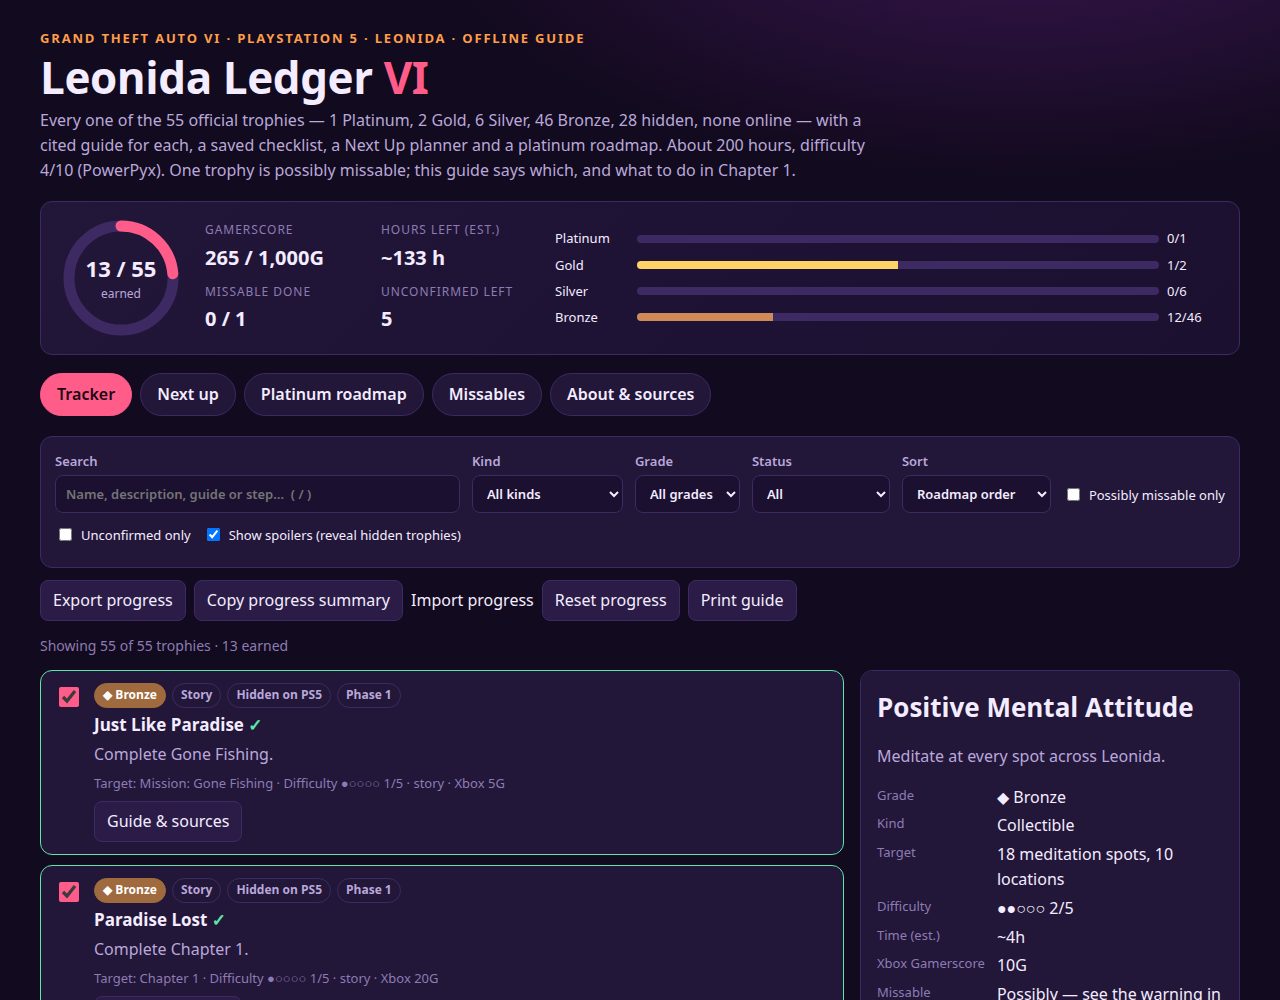 GRAND THEFT AUTO VI · PLAYSTATION 5 · LEONIDA · OFFLINE GUIDE
Leonida Ledger VI
Every one of the 55 official trophies — 1 Platinum, 2 Gold, 6 Silver, 46 Bronze, 28 hidden, none online — with a
cited guide for each, a saved checklist, a Next Up planner and a platinum roadmap. About 200 hours, difficulty
4/10 (PowerPyx). One trophy is possibly missable; this guide says which, and what to do in Chapter 1.
13 / 55
earned
GAMERSCORE
265 / 1,000G
HOURS LEFT (EST.)
~133 h
MISSABLE DONE
0 / 1
UNCONFIRMED LEFT
5
Platinum 0/1
Gold 1/2
Silver 0/6
Bronze 12/46
Tracker Next up Platinum roadmap Missables About & sources
Search Kind Grade Status Sort
Name, description, guide or step… ( / ) All kinds All grades All Roadmap order Possibly missable only
Unconfirmed only Show spoilers (reveal hidden trophies)
Export progress Copy progress summary Import progress Reset progress Print guide
Showing 55 of 55 trophies · 13 earned
◆ Bronze Story Hidden on PS5 Phase 1
Just Like Paradise ✓
Complete Gone Fishing.
Target: Mission: Gone Fishing · Difficulty ●○○○○ 1/5 · story · Xbox 5G
Guide & sources
◆ Bronze Story Hidden on PS5 Phase 1
Paradise Lost ✓
Complete Chapter 1.
Target: Chapter 1 · Difficulty ●○○○○ 1/5 · story · Xbox 20G
Positive Mental Attitude
Meditate at every spot across Leonida.
Grade ◆ Bronze
Kind Collectible
Target 18 meditation spots, 10
locations
Difficulty ●●○○○ 2/5
Time (est.) ~4h
Xbox Gamerscore 10G
Missable Possibly — see the warning in